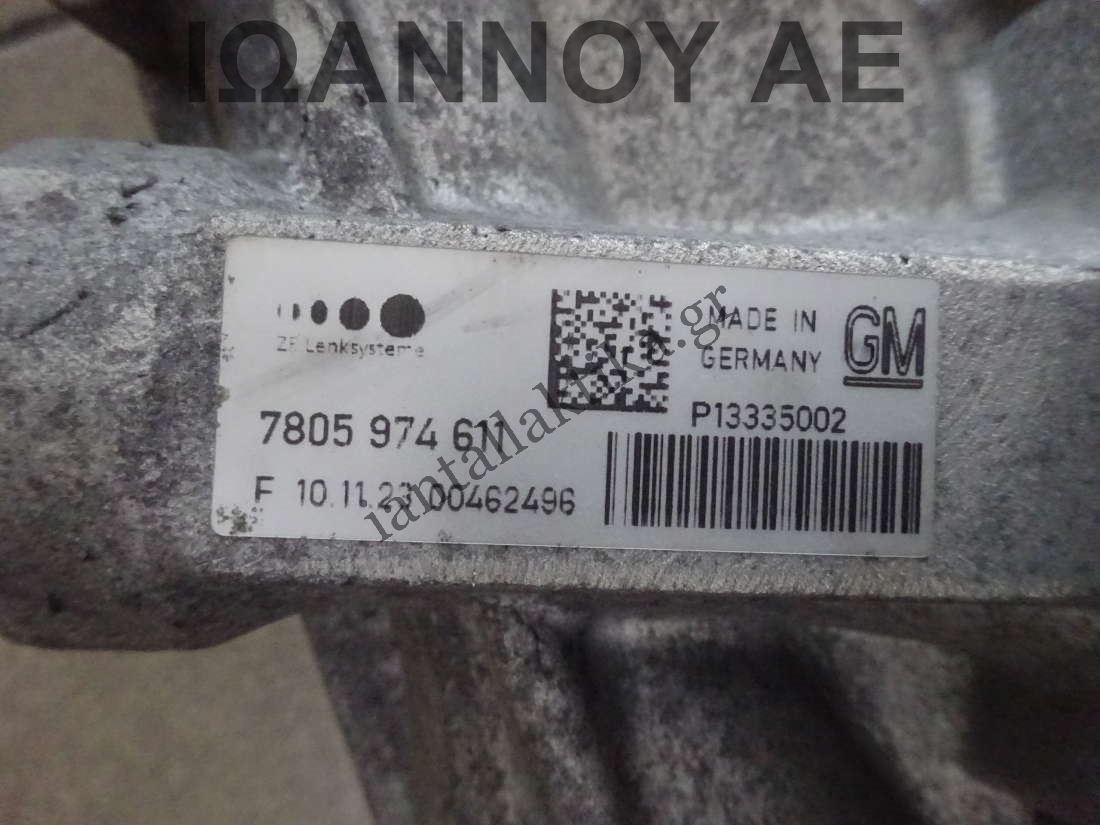 ΙΩΑΝΝΟΥ ΑΕ
ZF Lenksysteme
MADE IN
GERMANY
GM
P13335002
7805 974 611
F 10.11.23 00462496
iantallaktika.gr